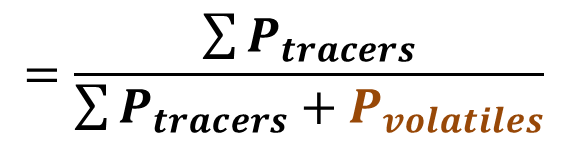 = ∑ P_tracers
∑ P_tracers + P_volatiles